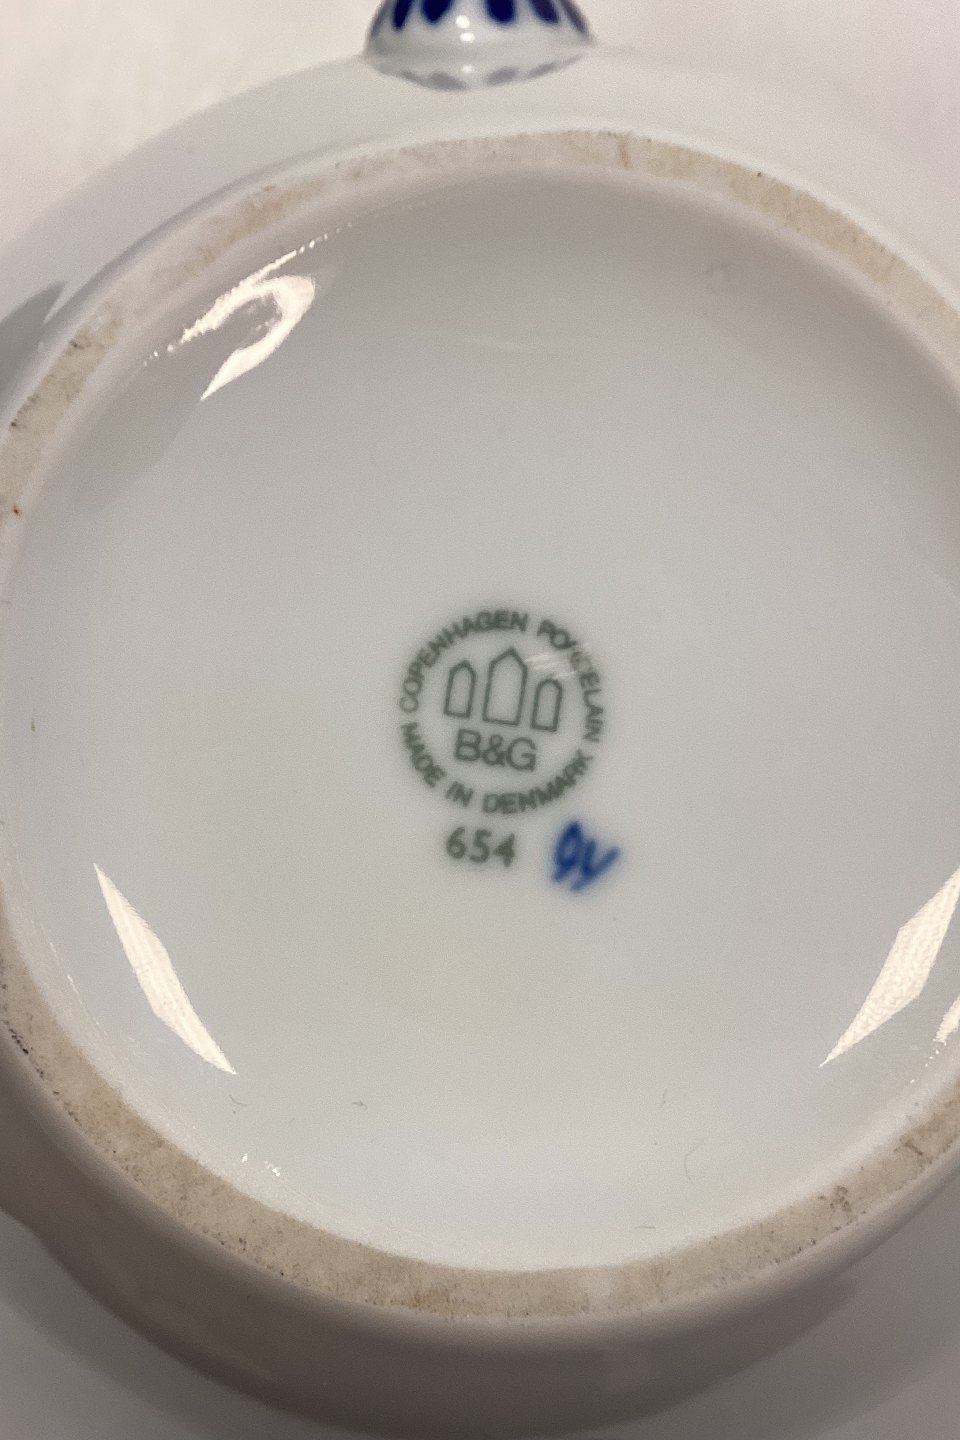 COPENHAGEN PORCELAIN
B&G
MADE IN DENMARK
654